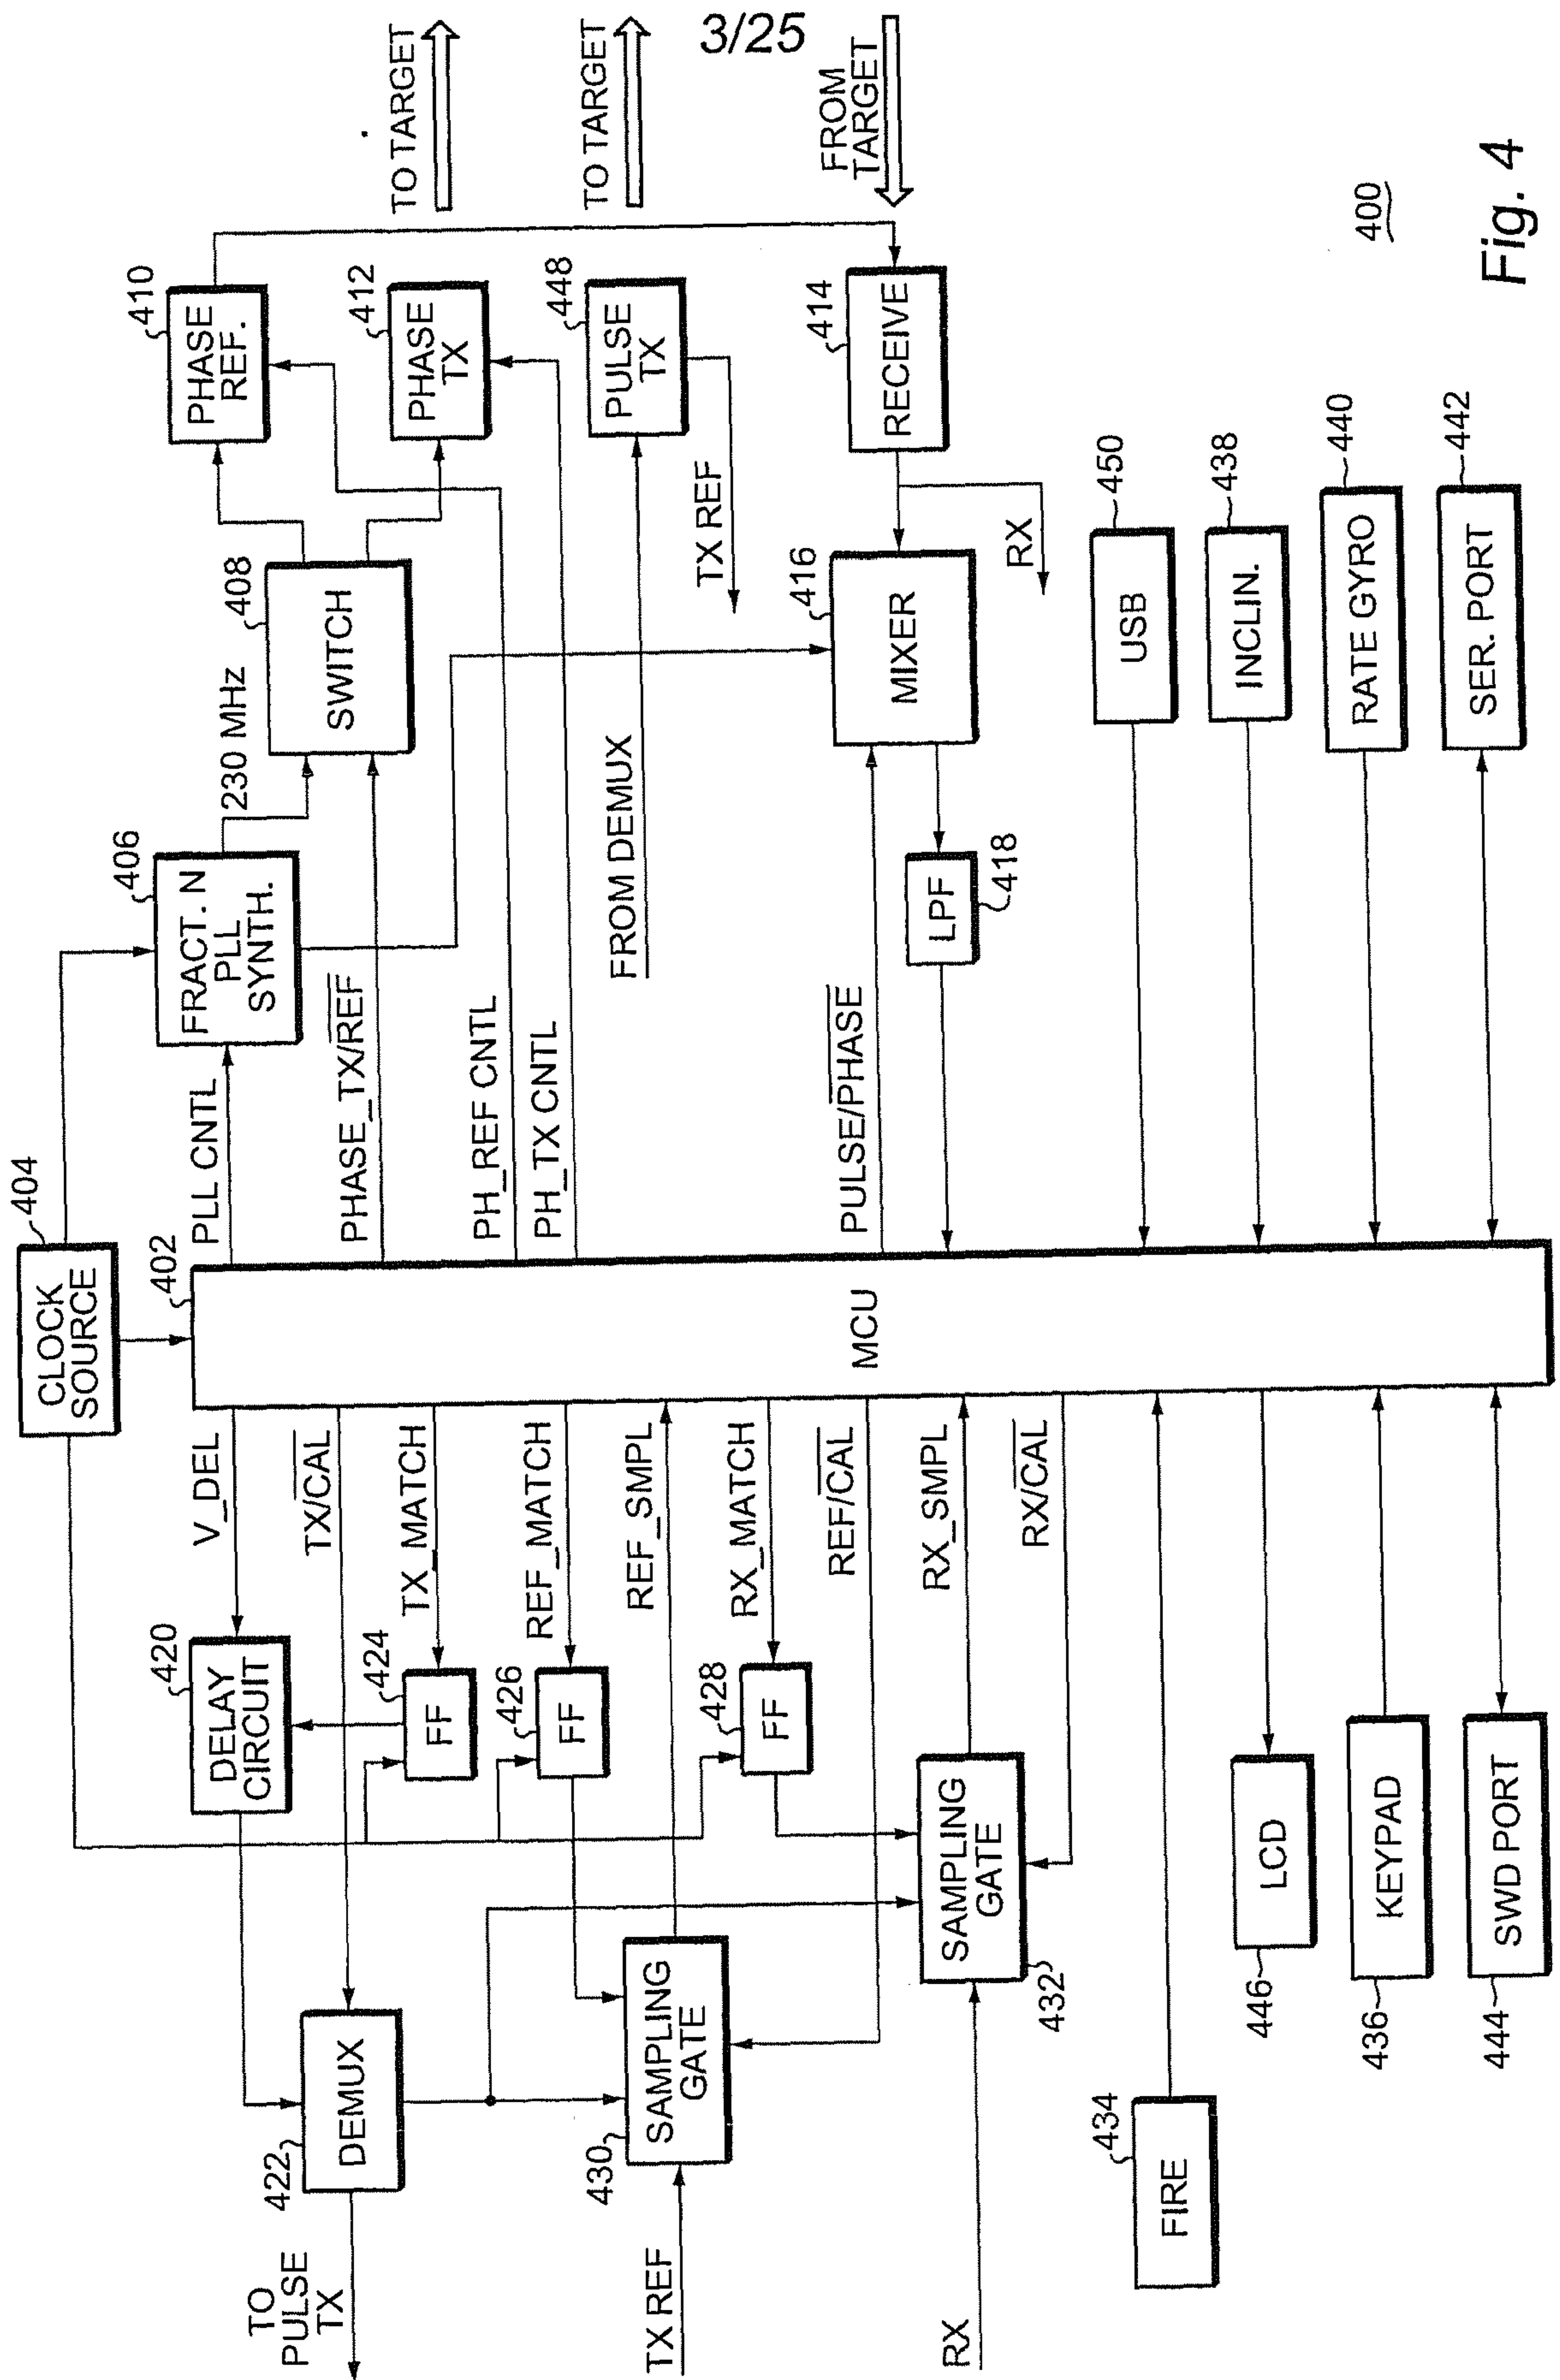 3/25
CLOCK
SOURCE
404
402
MCU
PLL CNTL
FRACT. N
PLL
SYNTH.
406
230 MHz
SWITCH
408
PHASE_TX/REF
PHASE
REF.
410
PHASE
TX
412
PULSE
TX
448
TO TARGET
TO TARGET
FROM
TARGET
PH_REF CNTL
PH_TX CNTL
FROM DEMUX
TX REF
RECEIVE
414
RX
MIXER
416
PULSE/PHASE
LPF
418
USB
450
INCLIN.
438
RATE GYRO
440
SER. PORT
442
V_DEL
TX/CAL
TX_MATCH
REF_MATCH
REF_SMPL
RX_MATCH
REF/CAL
RX_SMPL
RX/CAL
DELAY
CIRCUIT
420
FF
424
FF
426
FF
428
DEMUX
422
TO
PULSE
TX
SAMPLING
GATE
430
TX REF
SAMPLING
GATE
432
RX
FIRE
434
LCD
446
KEYPAD
436
SWD PORT
444
400
Fig. 4